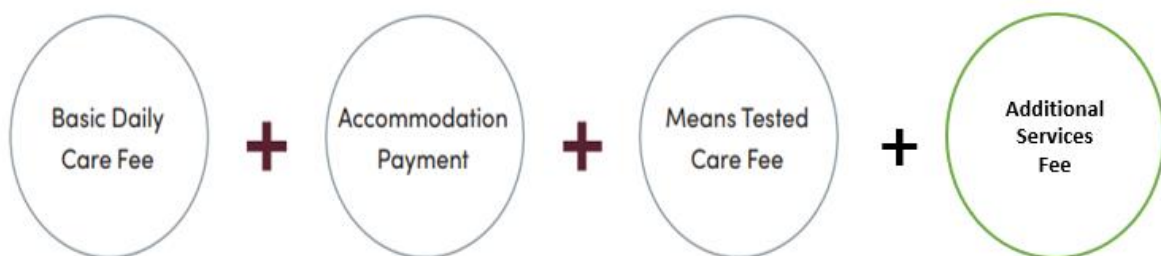 Basic Daily
Care Fee
+
Accommodation
Payment
+
Means Tested
Care Fee
+
Additional
Services
Fee